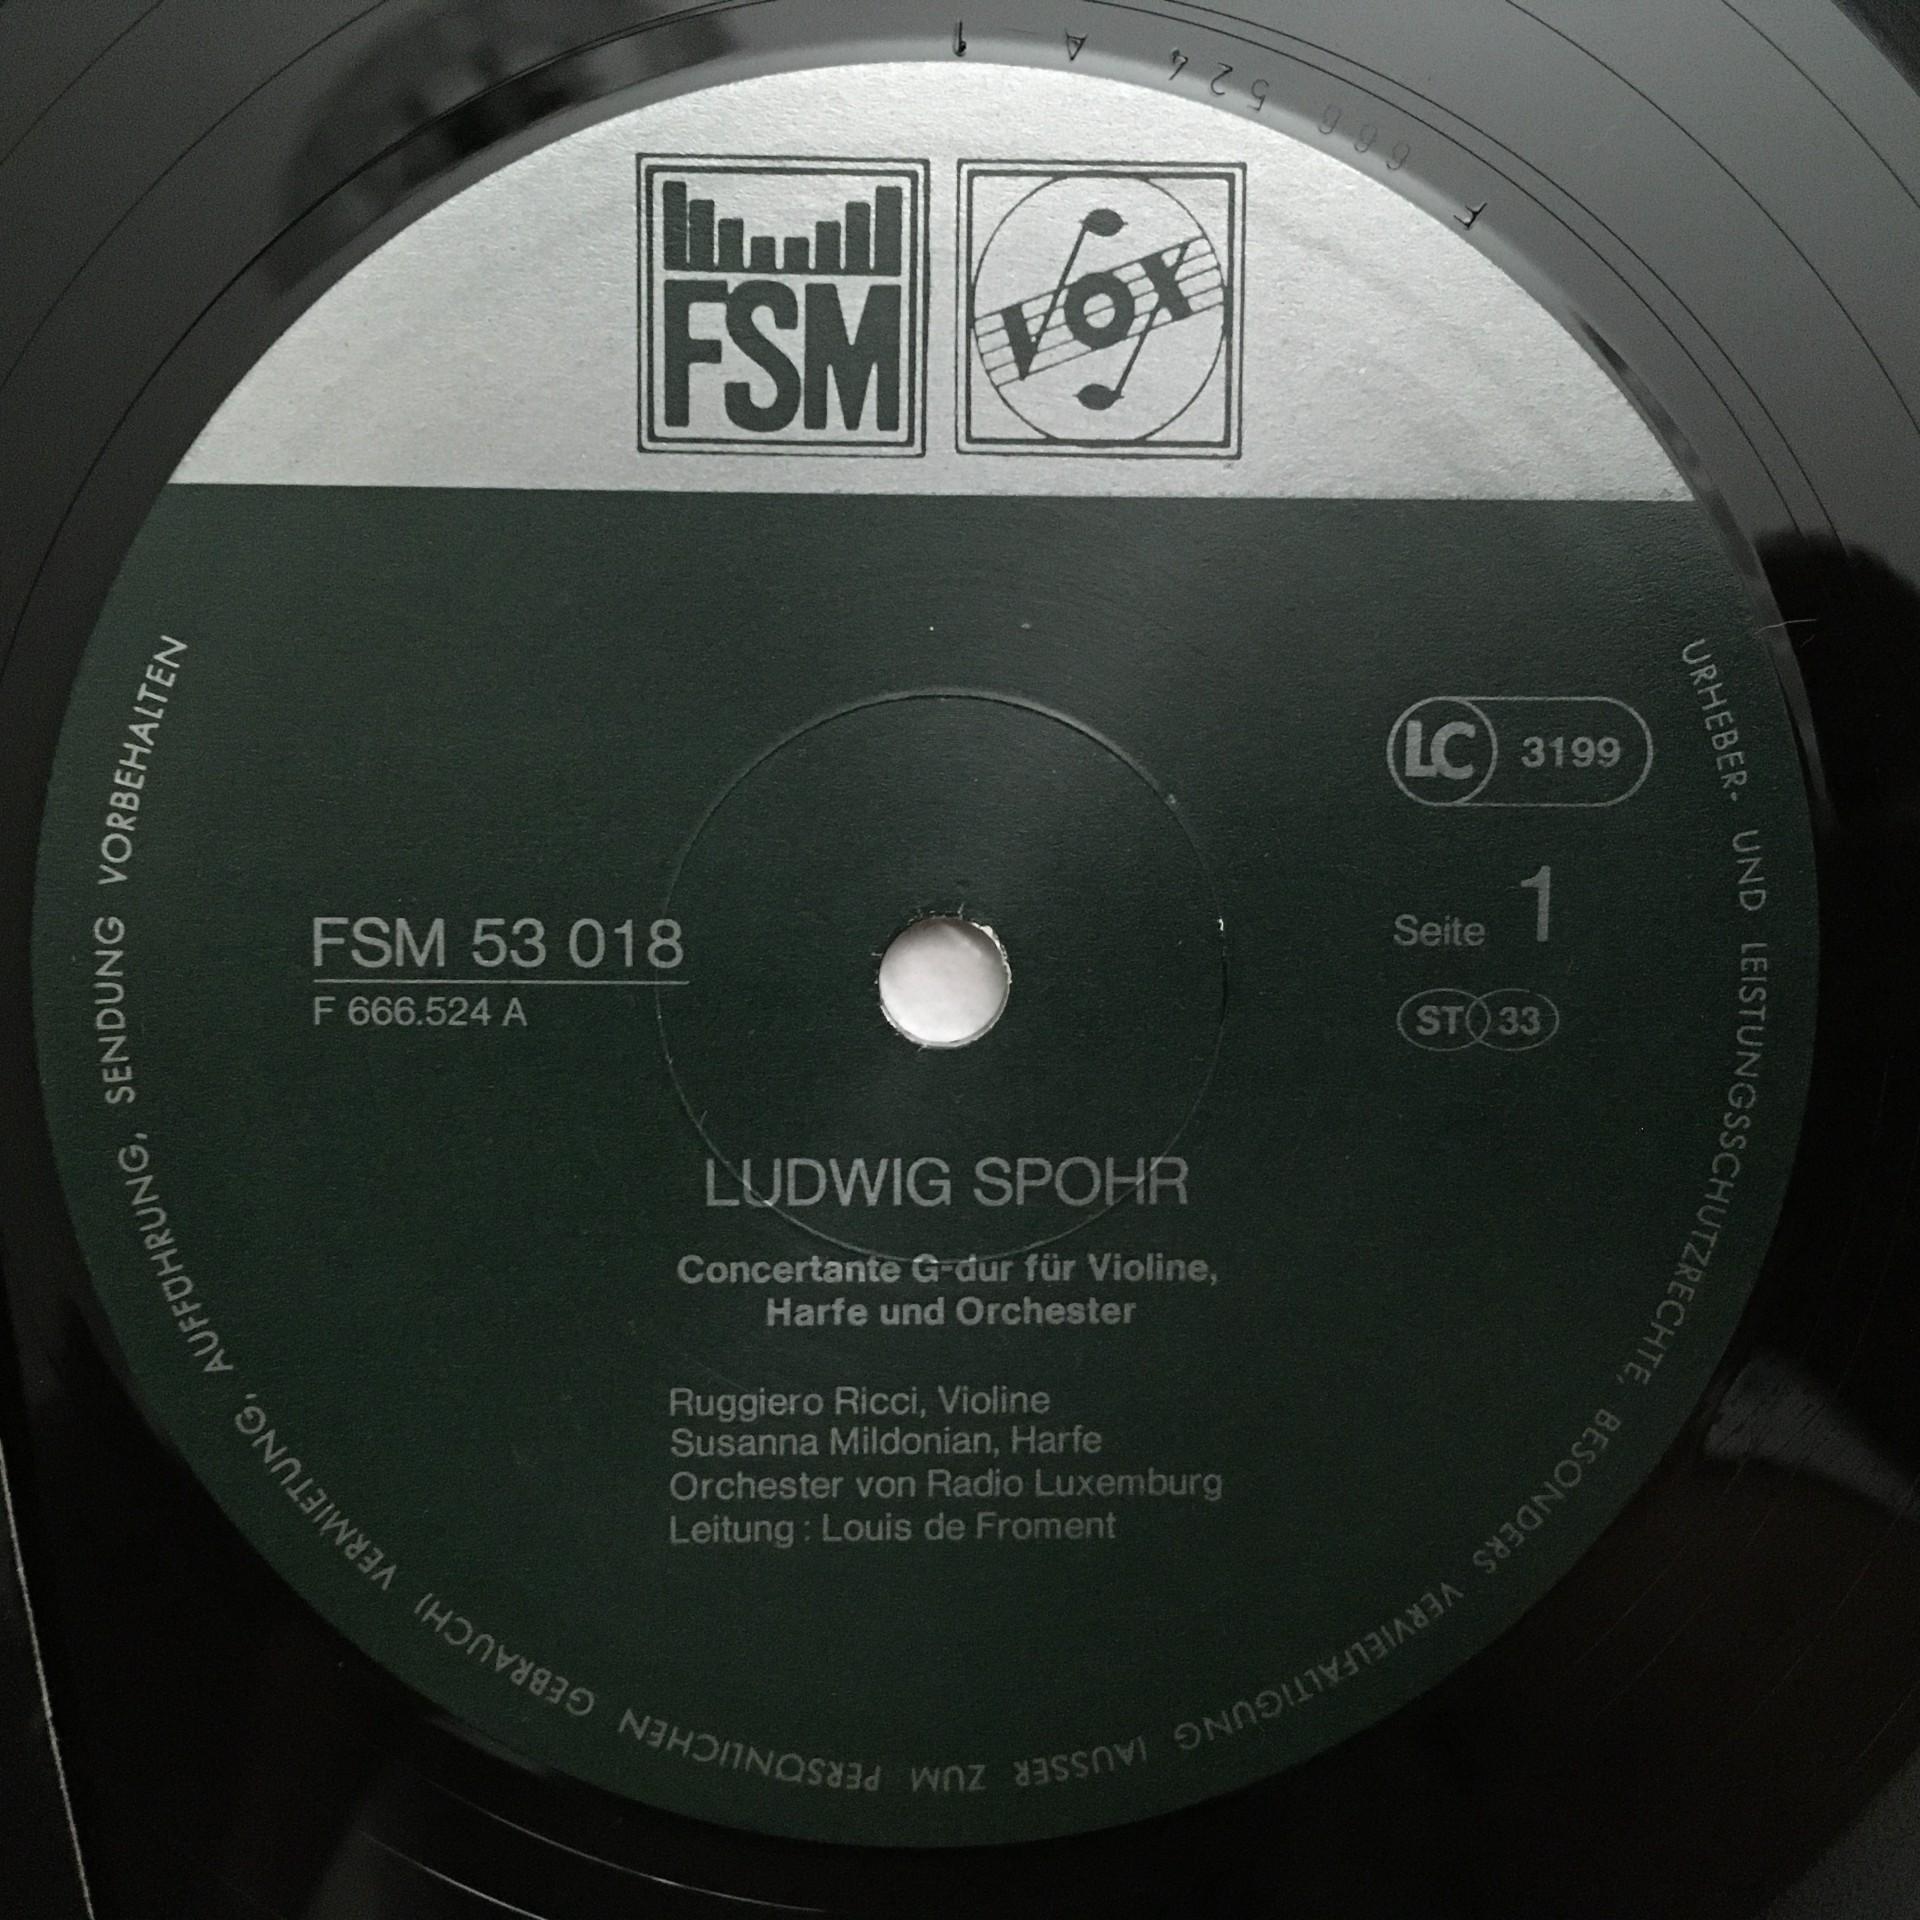 F 666 524 A 1
FSM
VOX
LC 3199
FSM 53 018
F 666.524 A
Seite 1
ST 33
LUDWIG SPOHR
Concertante G-dur für Violine,
Harfe und Orchester
Ruggiero Ricci, Violine
Susanna Mildonian, Harfe
Orchester von Radio Luxemburg
Leitung : Louis de Froment
URHEBER- UND LEISTUNGSSCHUTZRECHTE, BESONDERS VERVIELFÄLTIGUNG (AUSSER ZUM PERSÖNLICHEN GEBRAUCH) VERMIETUNG, AUFFÜHRUNG, SENDUNG VORBEHALTEN